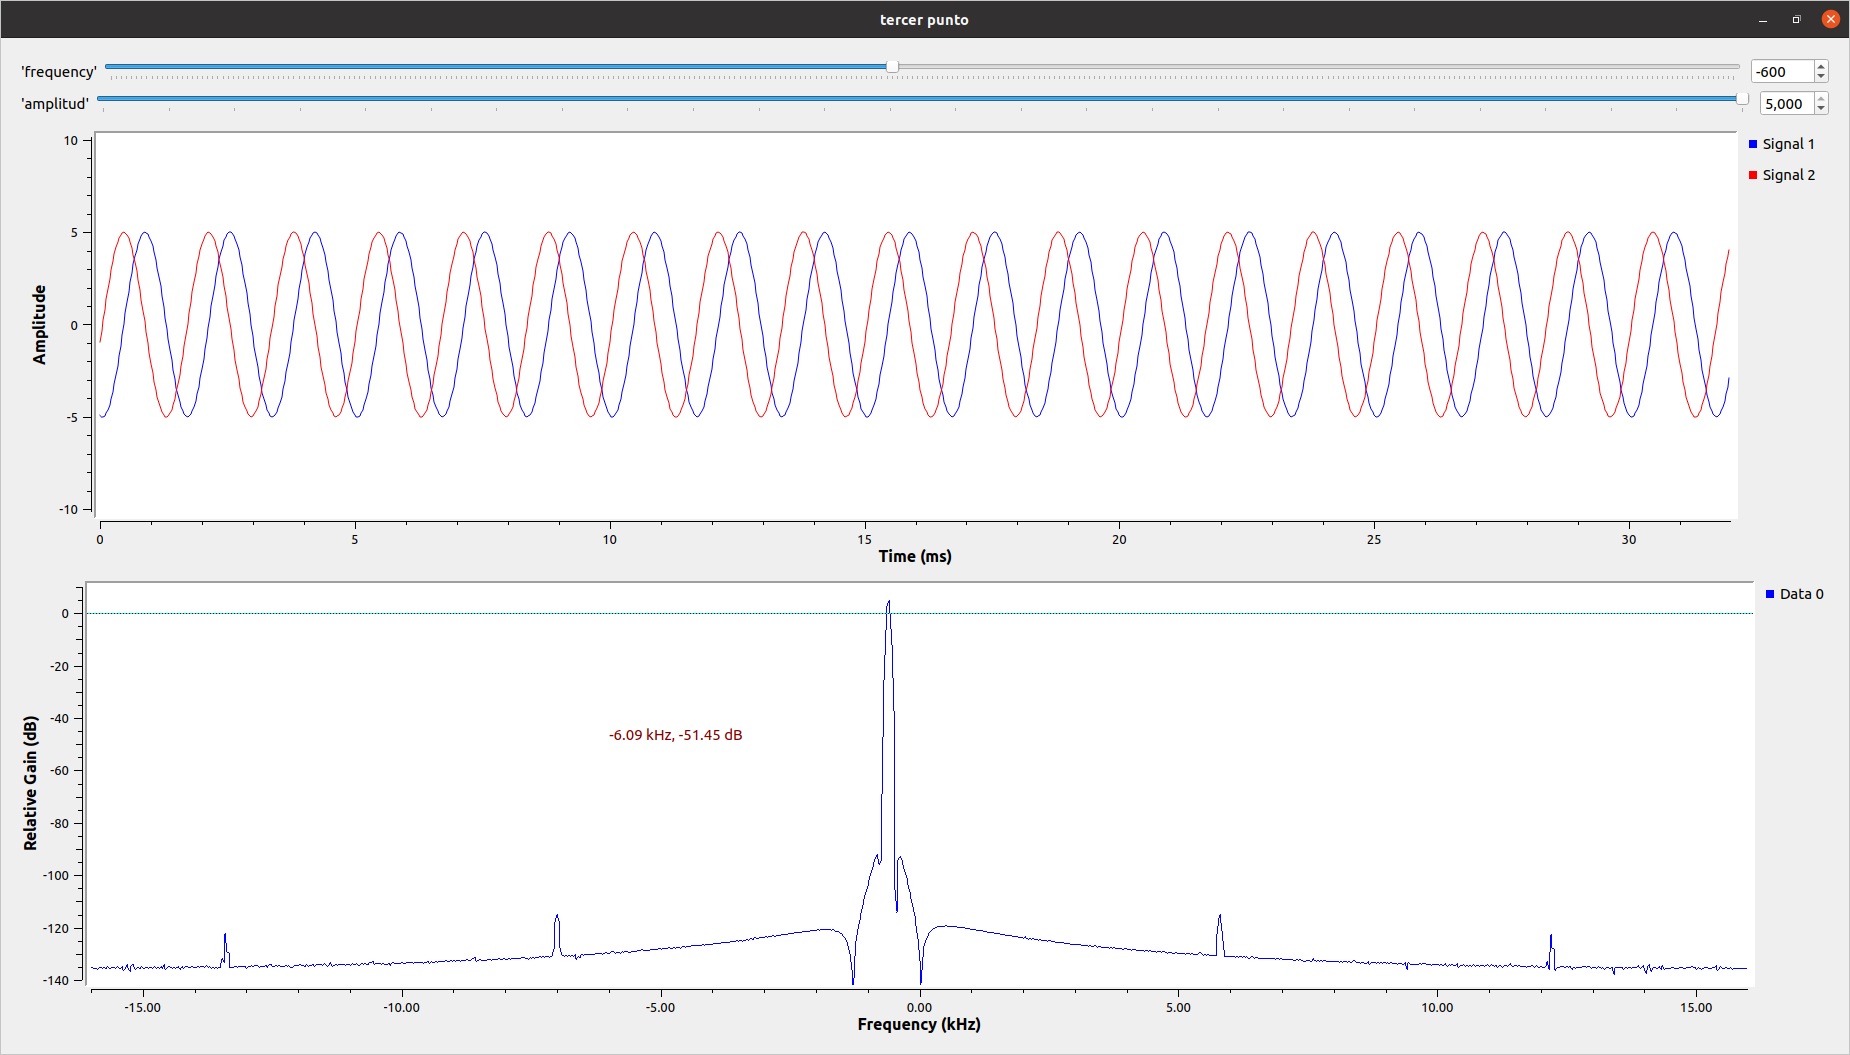 tercer punto
'frequency' -600
'amplitud' 5,000
10
5
0
-5
-10
Amplitude
Signal 1
Signal 2
0 5 10 15 20 25 30
Time (ms)
0
-20
-40
-60
-80
-100
-120
-140
Relative Gain (dB)
-6.09 kHz, -51.45 dB
Data 0
-15.00 -10.00 -5.00 0.00 5.00 10.00 15.00
Frequency (kHz)